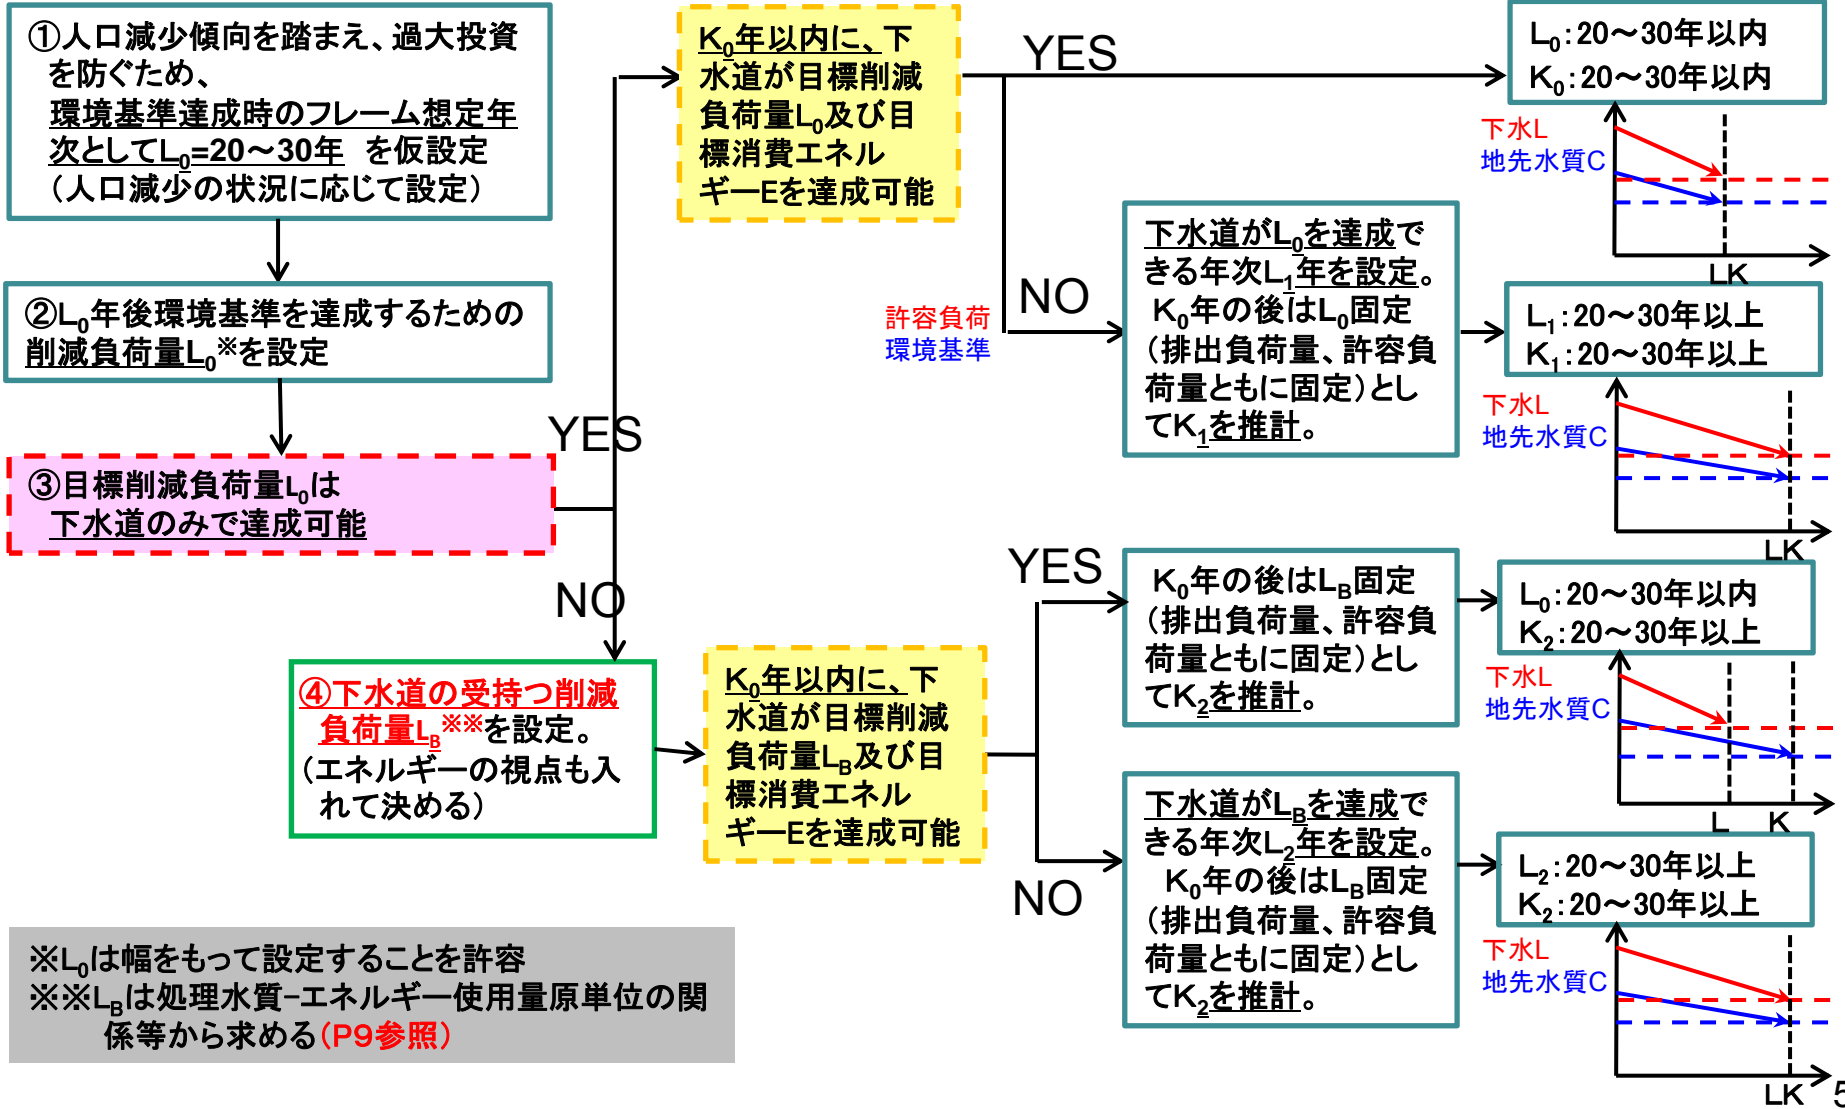 ①人口減少傾向を踏まえ、過大投資
を防ぐため、
環境基準達成時のフレーム想定年
次としてL0=20～30年 を仮設定
（人口減少の状況に応じて設定）
②L0年後環境基準を達成するための
削減負荷量L0※を設定
③目標削減負荷量L0は
下水道のみで達成可能
YES
NO
④下水道の受持つ削減
負荷量LB※※を設定。
（エネルギーの視点も入
れて決める）
K0年以内に、下
水道が目標削減
負荷量L0及び目
標消費エネル
ギーEを達成可能
YES
NO
許容負荷
環境基準
下水道がL0を達成で
きる年次L1年を設定。
K0年の後はL0固定
（排出負荷量、許容負
荷量ともに固定）とし
てK1を推計。
K0年以内に、下
水道が目標削減
負荷量LB及び目
標消費エネル
ギーEを達成可能
YES
NO
K0年の後はLB固定
（排出負荷量、許容負
荷量ともに固定）とし
てK2を推計。
下水道がLBを達成で
きる年次L2年を設定。
K0年の後はLB固定
（排出負荷量、許容負
荷量ともに固定）とし
てK2を推計。
L0：20～30年以内
K0：20～30年以内
下水L
地先水質C
LK
L1：20～30年以上
K1：20～30年以上
下水L
地先水質C
LK
L0：20～30年以内
K2：20～30年以上
下水L
地先水質C
L K
L2：20～30年以上
K2：20～30年以上
下水L
地先水質C
LK
※L0は幅をもって設定することを許容
※※LBは処理水質−エネルギー使用量原単位の関
係等から求める（P9参照）
5